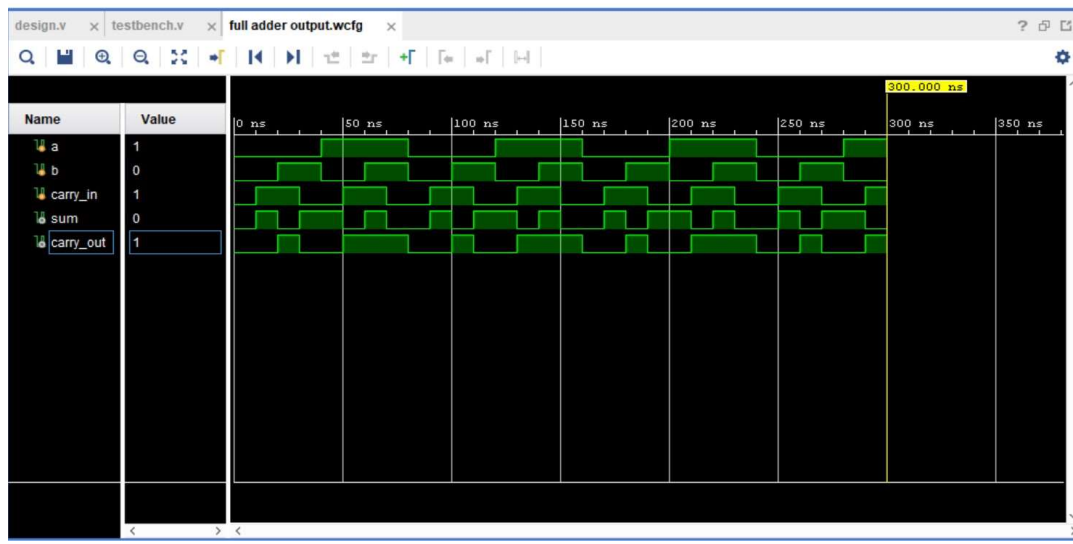 design.v × testbench.v × full adder output.wcfg ×
300.000 ns
Name Value
0 ns 50 ns 100 ns 150 ns 200 ns 250 ns 300 ns 350 ns
a 1
b 0
carry_in 1
sum 0
carry_out 1